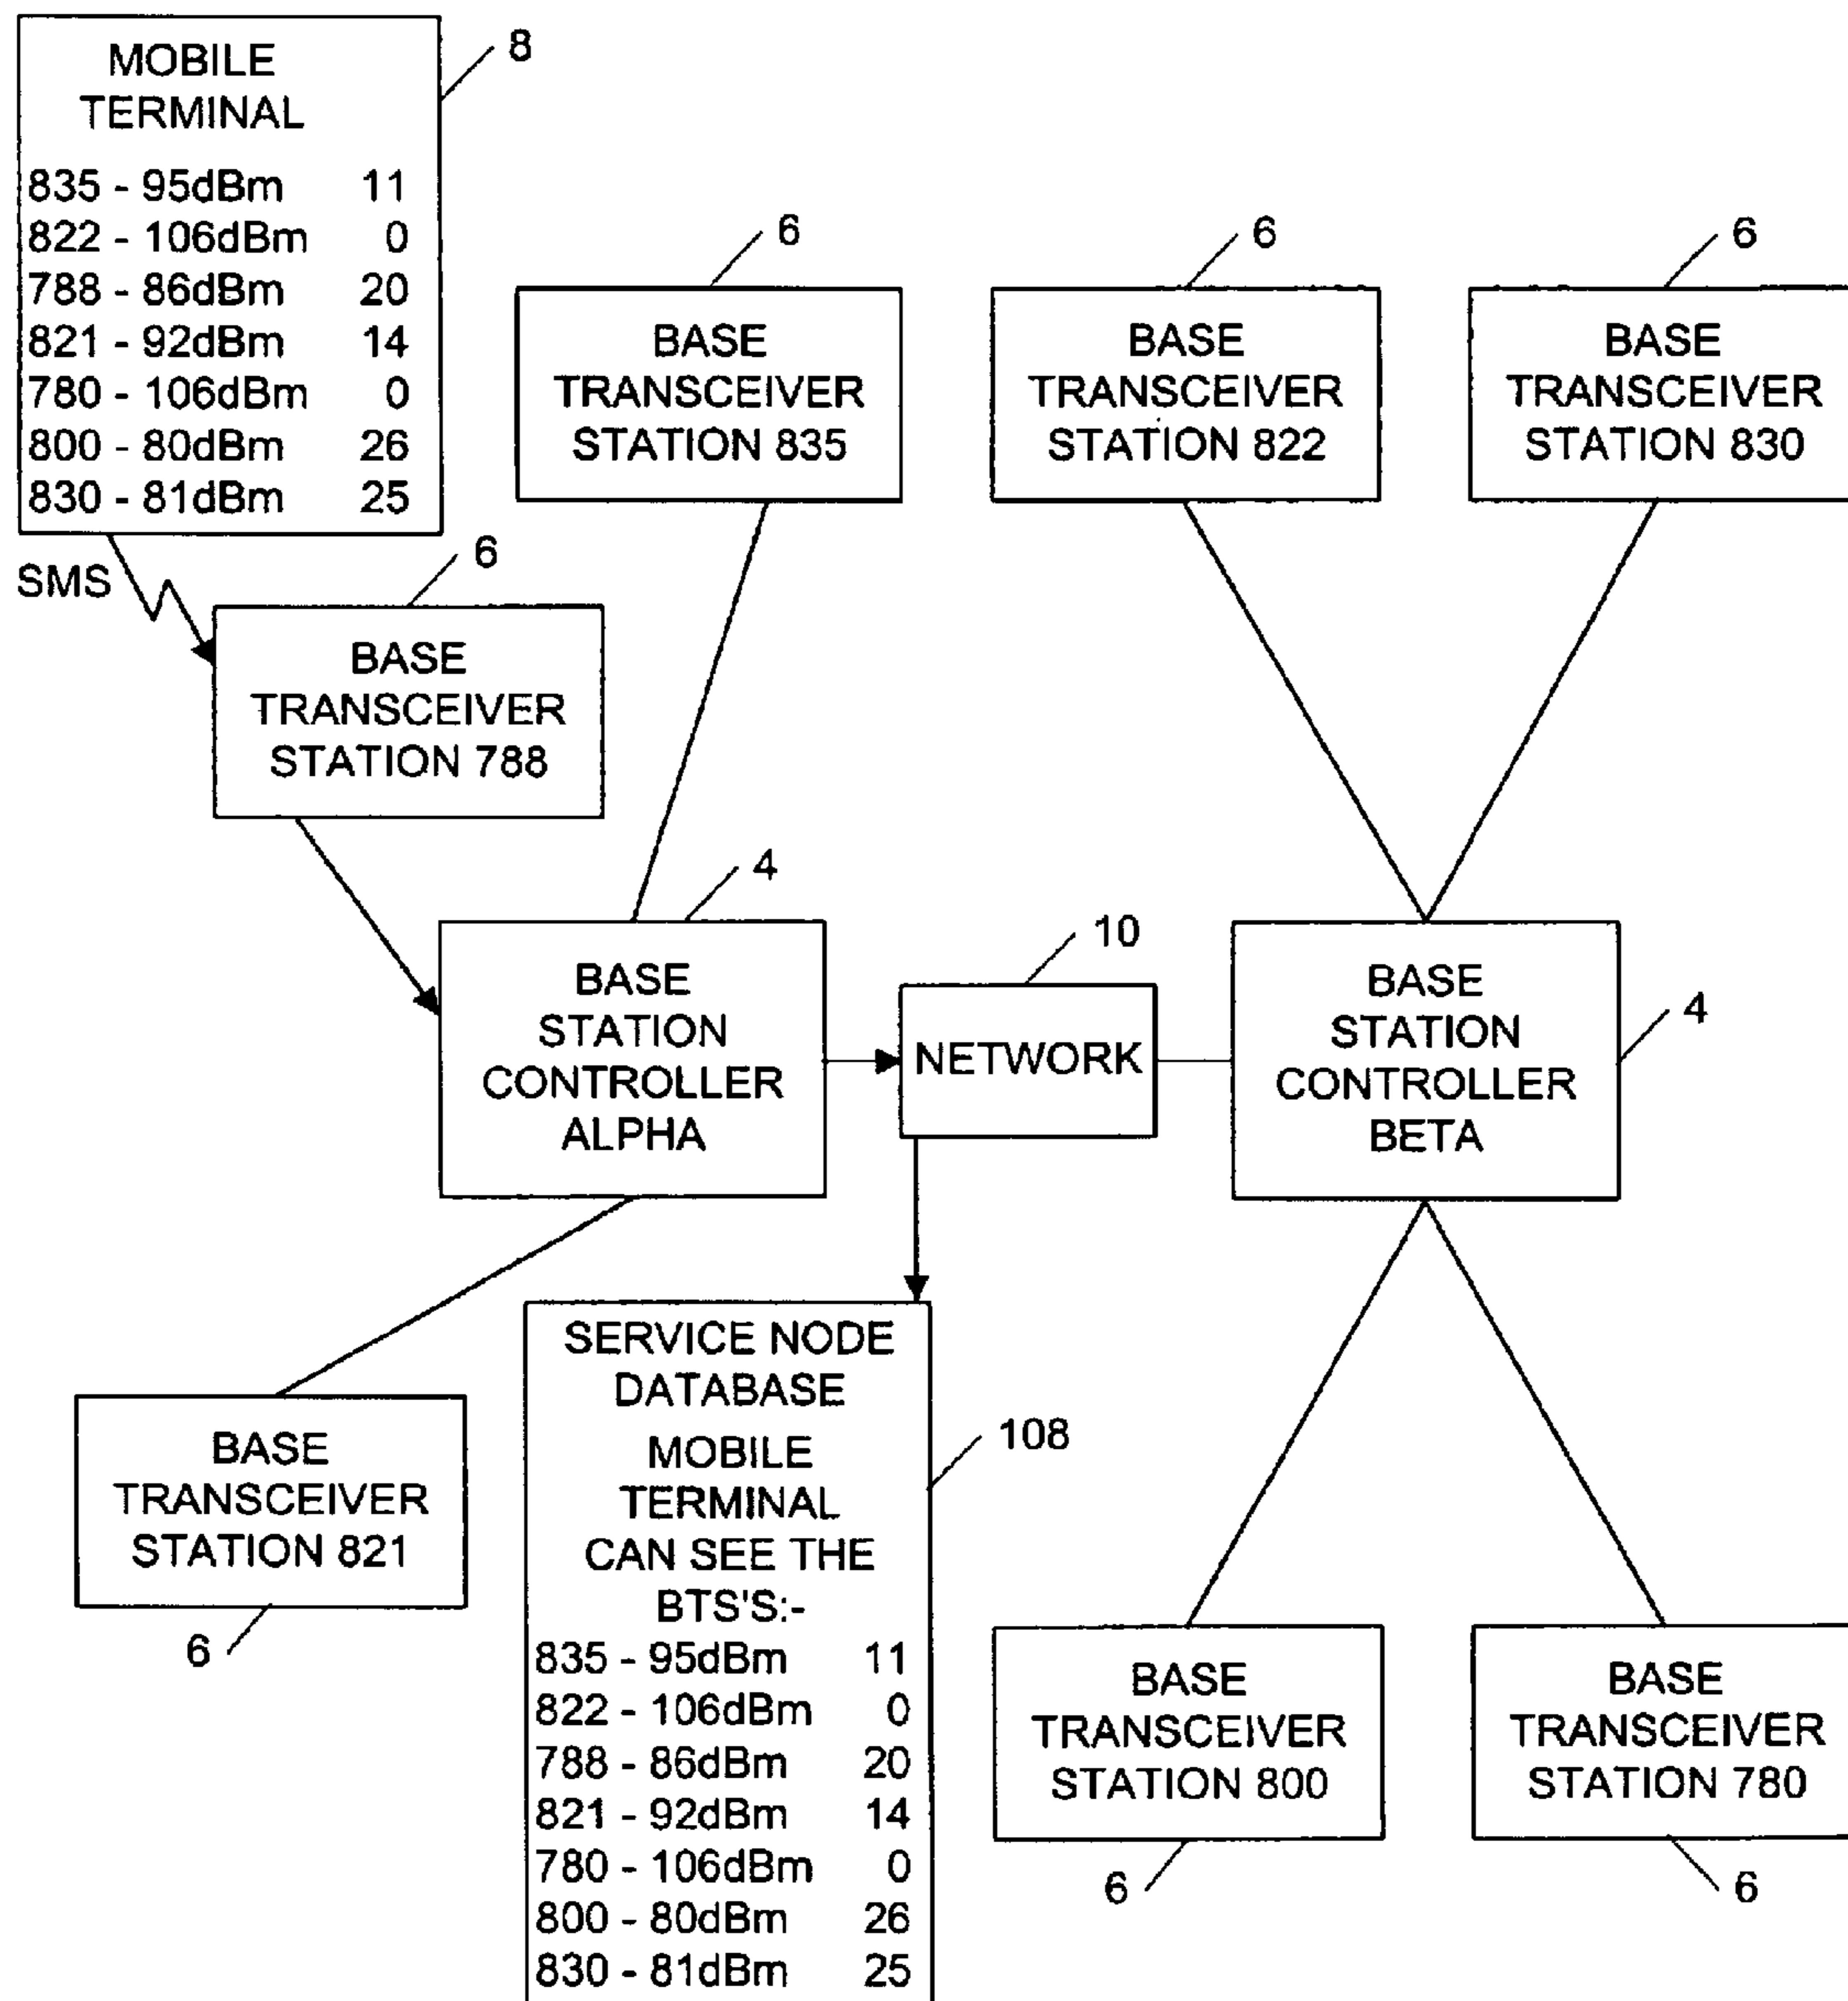 MOBILE
TERMINAL
835 - 95dBm 11
822 - 106dBm 0
788 - 86dBm 20
821 - 92dBm 14
780 - 106dBm 0
800 - 80dBm 26
830 - 81dBm 25
8
SMS
6
BASE
TRANSCEIVER
STATION 835
6
BASE
TRANSCEIVER
STATION 822
6
BASE
TRANSCEIVER
STATION 830
6
BASE
TRANSCEIVER
STATION 788
4
BASE
STATION
CONTROLLER
ALPHA
10
NETWORK
BASE
STATION
CONTROLLER
BETA
4
BASE
TRANSCEIVER
STATION 821
6
SERVICE NODE
DATABASE
MOBILE
TERMINAL
CAN SEE THE
BTS'S:-
835 - 95dBm 11
822 - 106dBm 0
788 - 86dBm 20
821 - 92dBm 14
780 - 106dBm 0
800 - 80dBm 26
830 - 81dBm 25
108
BASE
TRANSCEIVER
STATION 800
6
BASE
TRANSCEIVER
STATION 780
6